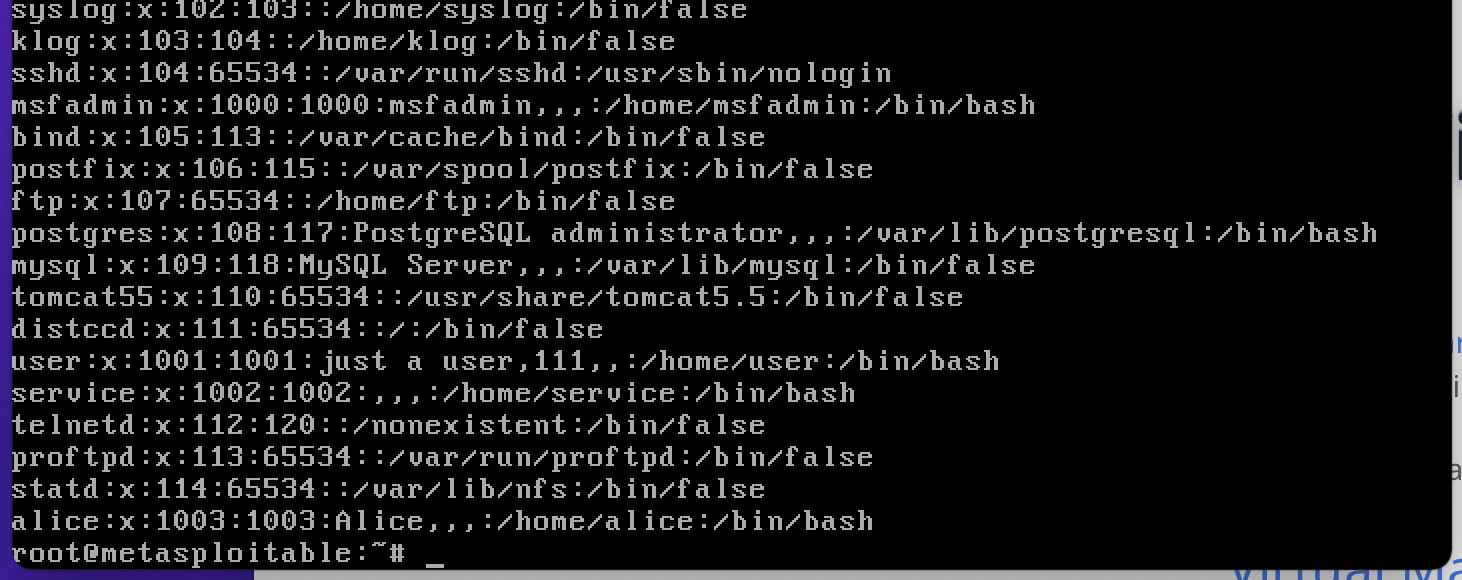 syslog:x:102:103::/home/syslog:/bin/false
klog:x:103:104::/home/klog:/bin/false
sshd:x:104:65534::/var/run/sshd:/usr/sbin/nologin
msfadmin:x:1000:1000:msfadmin,,,:/home/msfadmin:/bin/bash
bind:x:105:113::/var/cache/bind:/bin/false
postfix:x:106:115::/var/spool/postfix:/bin/false
ftp:x:107:65534::/home/ftp:/bin/false
postgres:x:108:117:PostgreSQL administrator,,,:/var/lib/postgresql:/bin/bash
mysql:x:109:118:MySQL Server,,,:/var/lib/mysql:/bin/false
tomcat55:x:110:65534::/usr/share/tomcat5.5:/bin/false
distccd:x:111:65534::/:/bin/false
user:x:1001:1001:just a user,111,,:/home/user:/bin/bash
service:x:1002:1002:,,,:/home/service:/bin/bash
telnetd:x:112:120::/nonexistent:/bin/false
proftpd:x:113:65534::/var/run/proftpd:/bin/false
statd:x:114:65534::/var/lib/nfs:/bin/false
alice:x:1003:1003:Alice,,,:/home/alice:/bin/bash
root@metasploitable:~# _